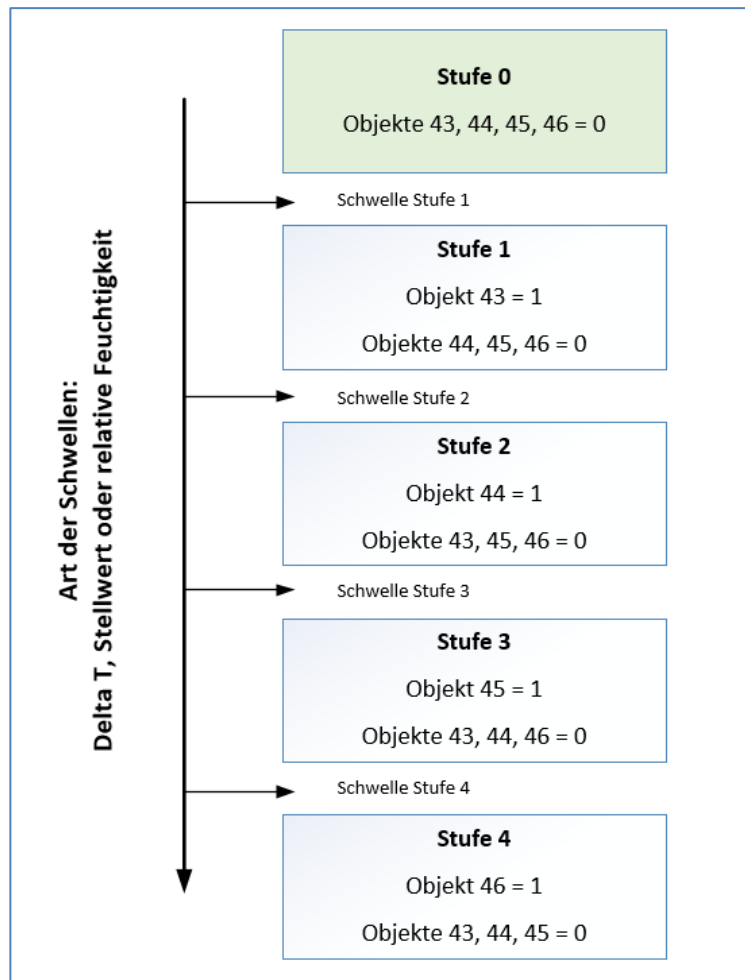 Art der Schwellen:
Delta T, Stellwert oder relative Feuchtigkeit
Stufe 0
Objekte 43, 44, 45, 46 = 0
Schwelle Stufe 1
Stufe 1
Objekt 43 = 1
Objekte 44, 45, 46 = 0
Schwelle Stufe 2
Stufe 2
Objekt 44 = 1
Objekte 43, 45, 46 = 0
Schwelle Stufe 3
Stufe 3
Objekt 45 = 1
Objekte 43, 44, 46 = 0
Schwelle Stufe 4
Stufe 4
Objekt 46 = 1
Objekte 43, 44, 45 = 0